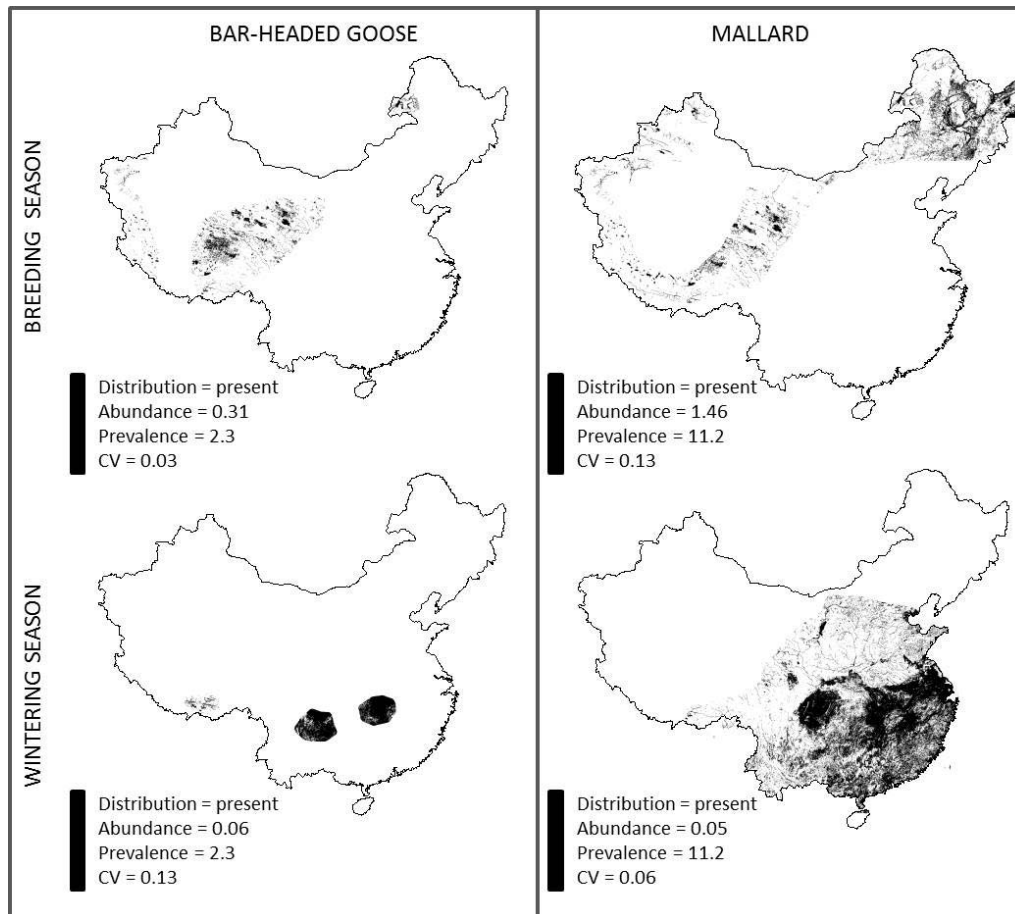 BAR-HEADED GOOSE
MALLARD
BREEDING SEASON
Distribution = present
Abundance = 0.31
Prevalence = 2.3
CV = 0.03
Distribution = present
Abundance = 1.46
Prevalence = 11.2
CV = 0.13
WINTERING SEASON
Distribution = present
Abundance = 0.06
Prevalence = 2.3
CV = 0.13
Distribution = present
Abundance = 0.05
Prevalence = 11.2
CV = 0.06